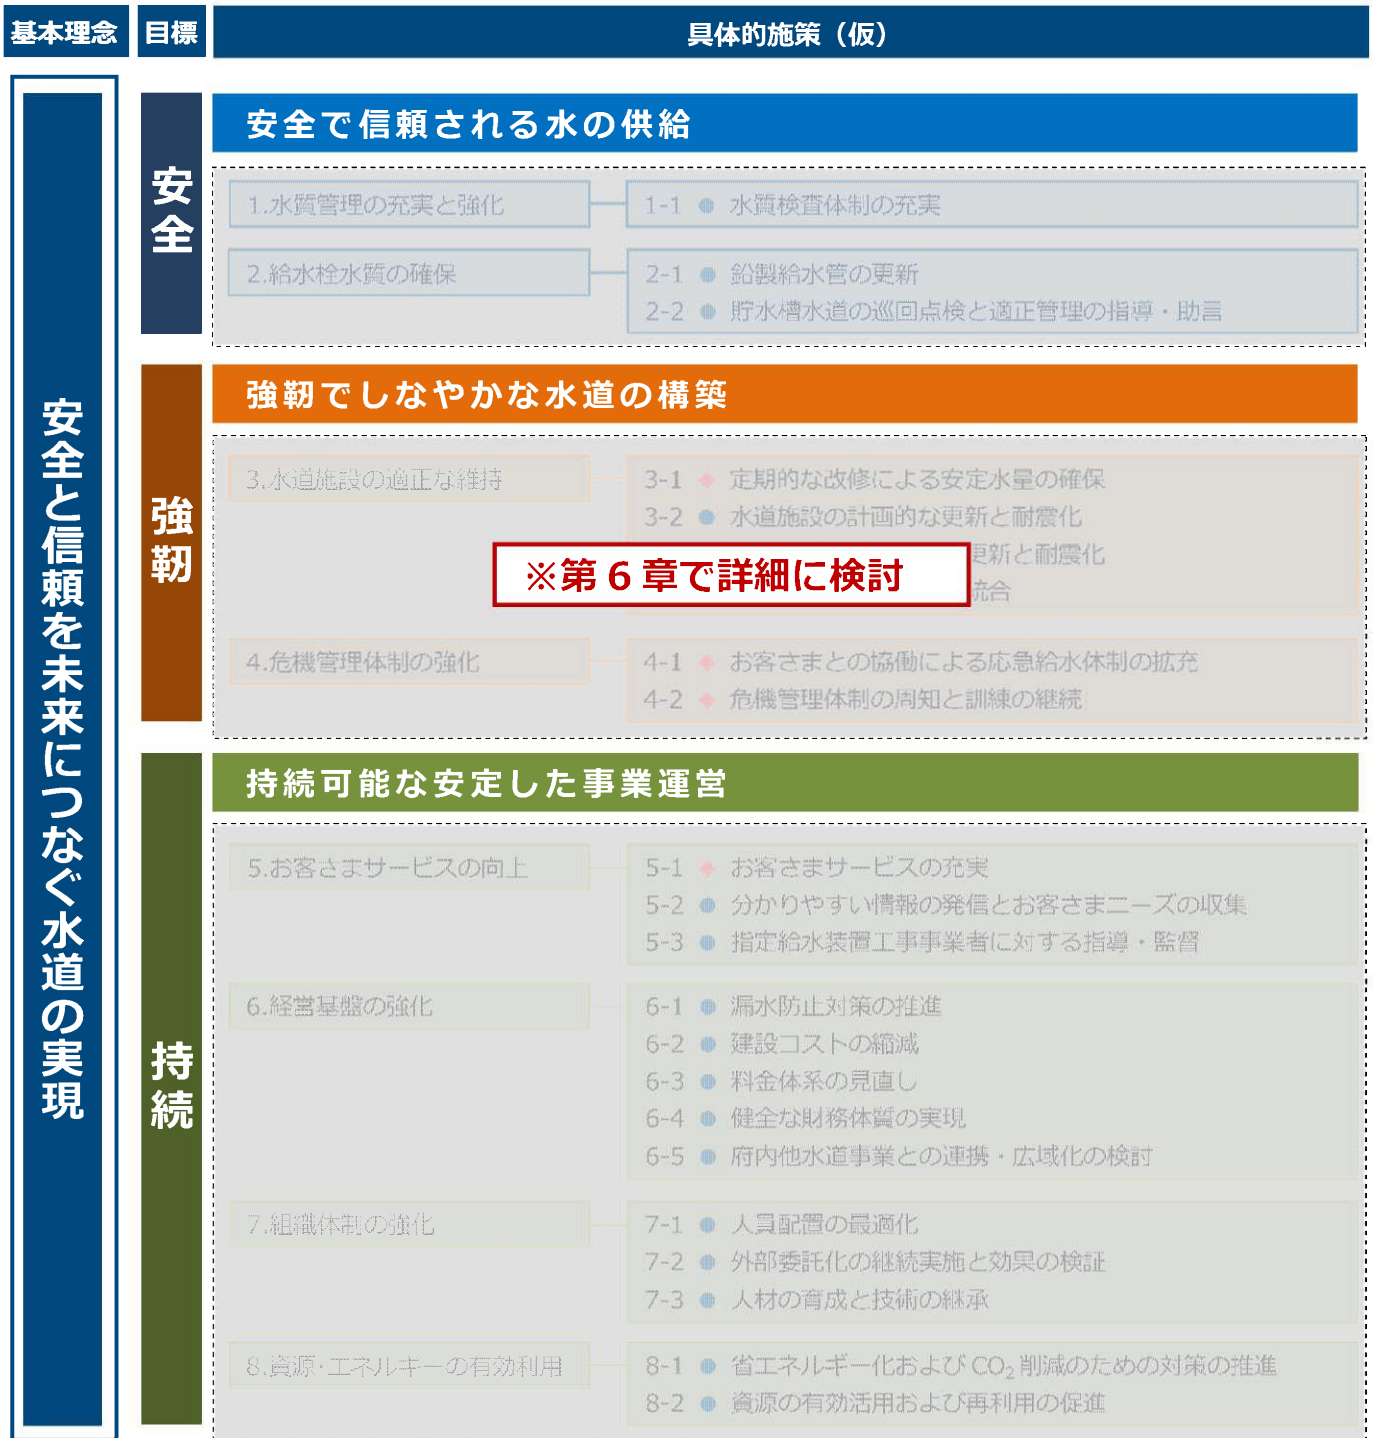 基本理念 目標 具体的施策（仮）
安全と信頼を未来につなぐ水道の実現
安全
安全で信頼される水の供給
1.水質管理の充実と強化
1-1 ● 水質検査体制の充実
2.給水栓水質の確保
2-1 ● 鉛製給水管の更新
2-2 ● 貯水槽水道の巡回点検と適正管理の指導・助言
強靭
強靭でしなやかな水道の構築
3.水道施設の適正な維持
3-1 ◆ 定期的な改修による安定水量の確保
3-2 ● 水道施設の計画的な更新と耐震化
更新と耐震化
統合
※第6章で詳細に検討
4.危機管理体制の強化
4-1 ◆ お客さまとの協働による応急給水体制の拡充
4-2 ◆ 危機管理体制の周知と訓練の継続
持続
持続可能な安定した事業運営
5.お客さまサービスの向上
5-1 ◆ お客さまサービスの充実
5-2 ● 分かりやすい情報の発信とお客さまニーズの収集
5-3 ● 指定給水装置工事事業者に対する指導・監督
6.経営基盤の強化
6-1 ● 漏水防止対策の推進
6-2 ● 建設コストの縮減
6-3 ● 料金体系の見直し
6-4 ● 健全な財務体質の実現
6-5 ● 府内他水道事業との連携・広域化の検討
7.組織体制の強化
7-1 ● 人員配置の最適化
7-2 ● 外部委託化の継続実施と効果の検証
7-3 ● 人材の育成と技術の継承
8.資源・エネルギーの有効利用
8-1 ● 省エネルギー化およびCO₂削減のための対策の推進
8-2 ● 資源の有効活用および再利用の促進